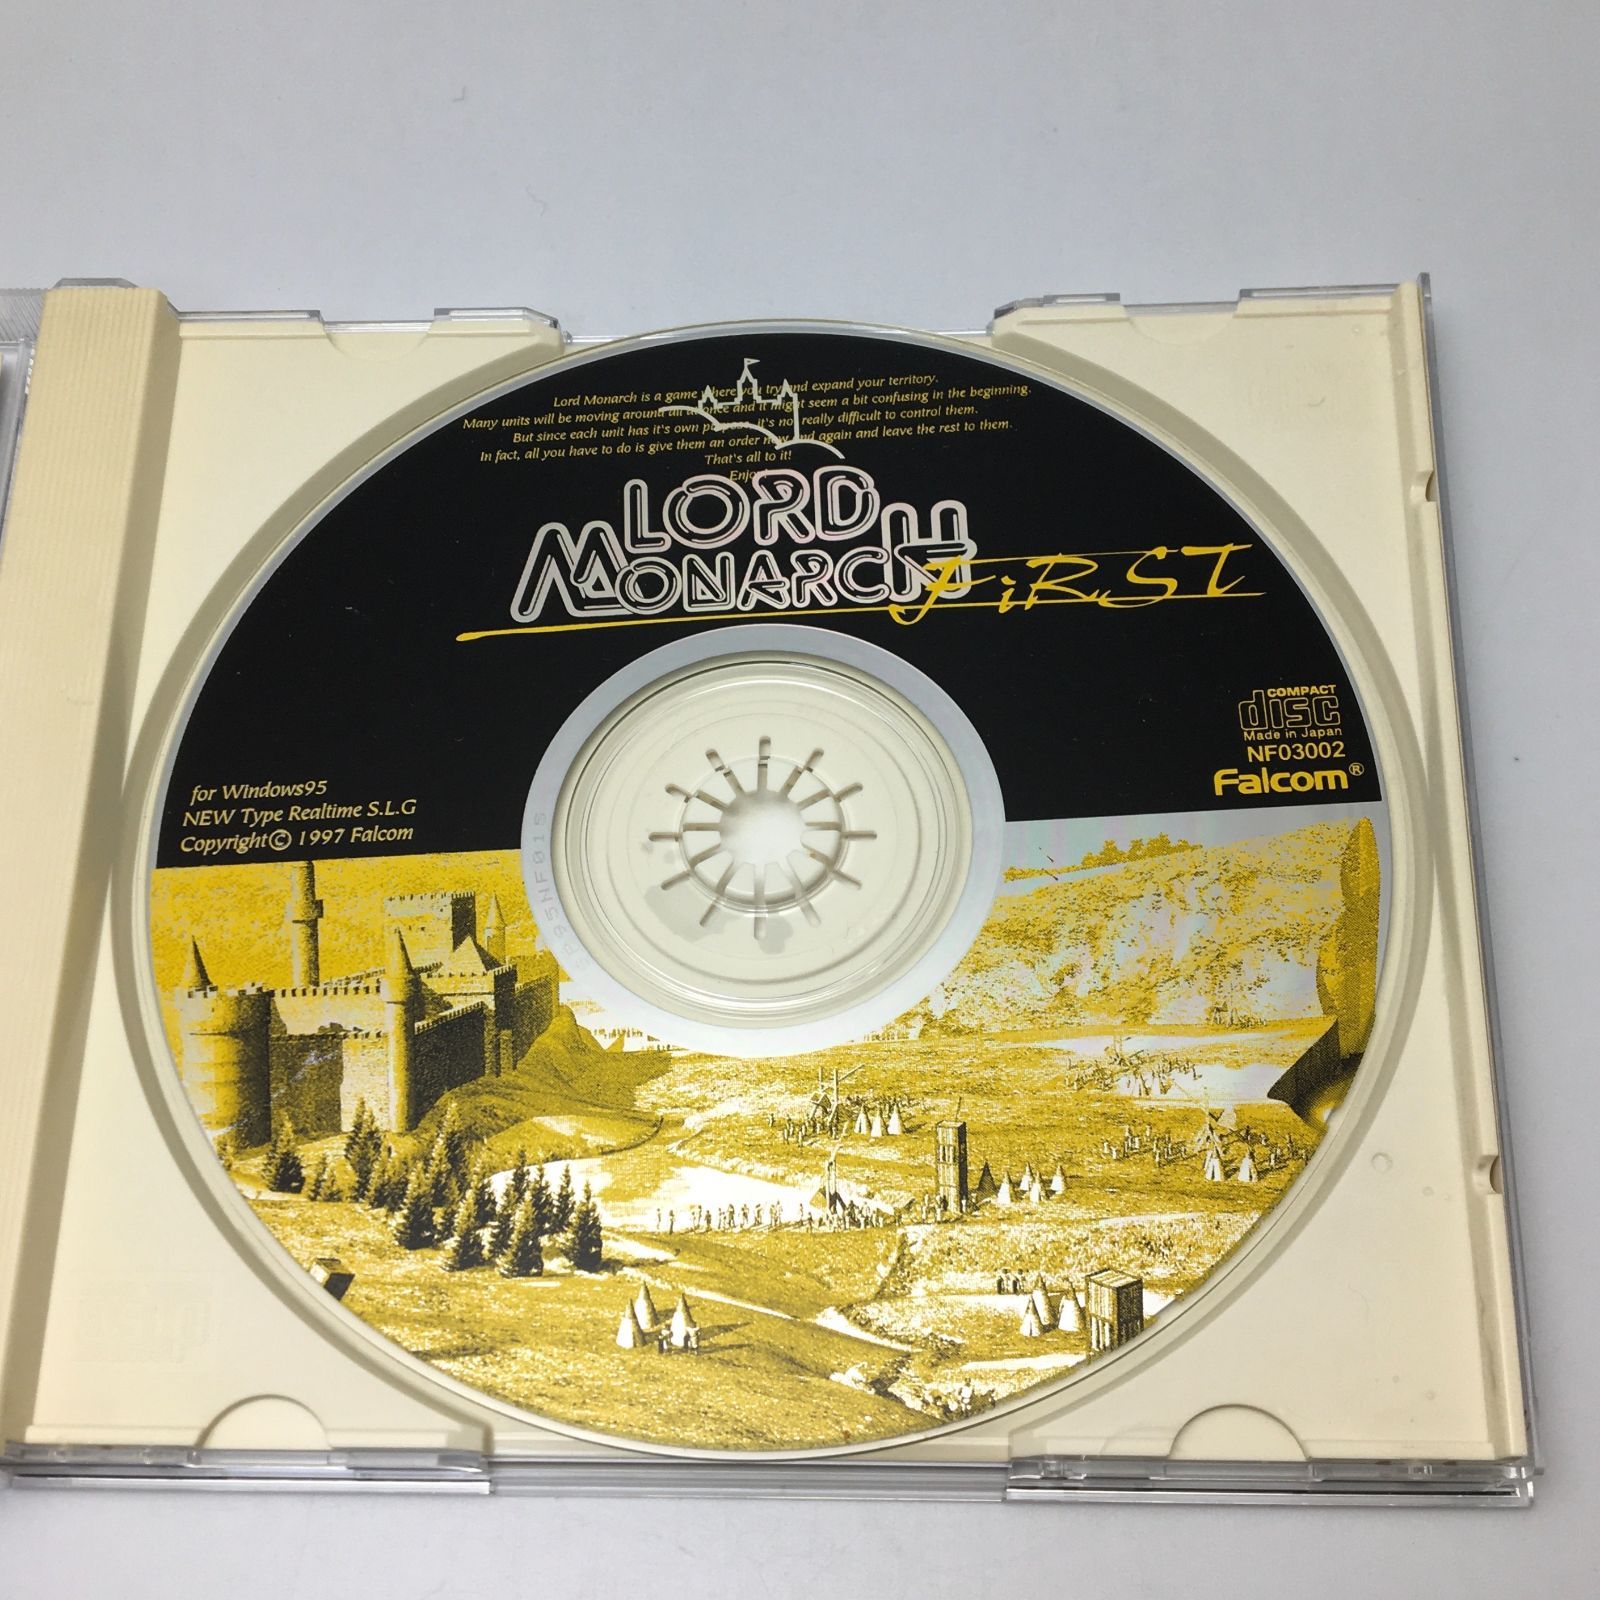 Lord Monarch is a game where you try and expand your territory.
Many units will be moving around all at once and it might seem a bit confusing in the beginning.
But since each unit has it's own purpose, it's not really difficult to control them.
In fact, all you have to do is give them an order now and again and leave the rest to them.
That's all to it!
Enjoy
LORD
MONARCH
FiRST
COMPACT
disc
Made in Japan
NF03002
Falcom®
for Windows95
NEW Type Realtime S.L.G
Copyright© 1997 Falcom